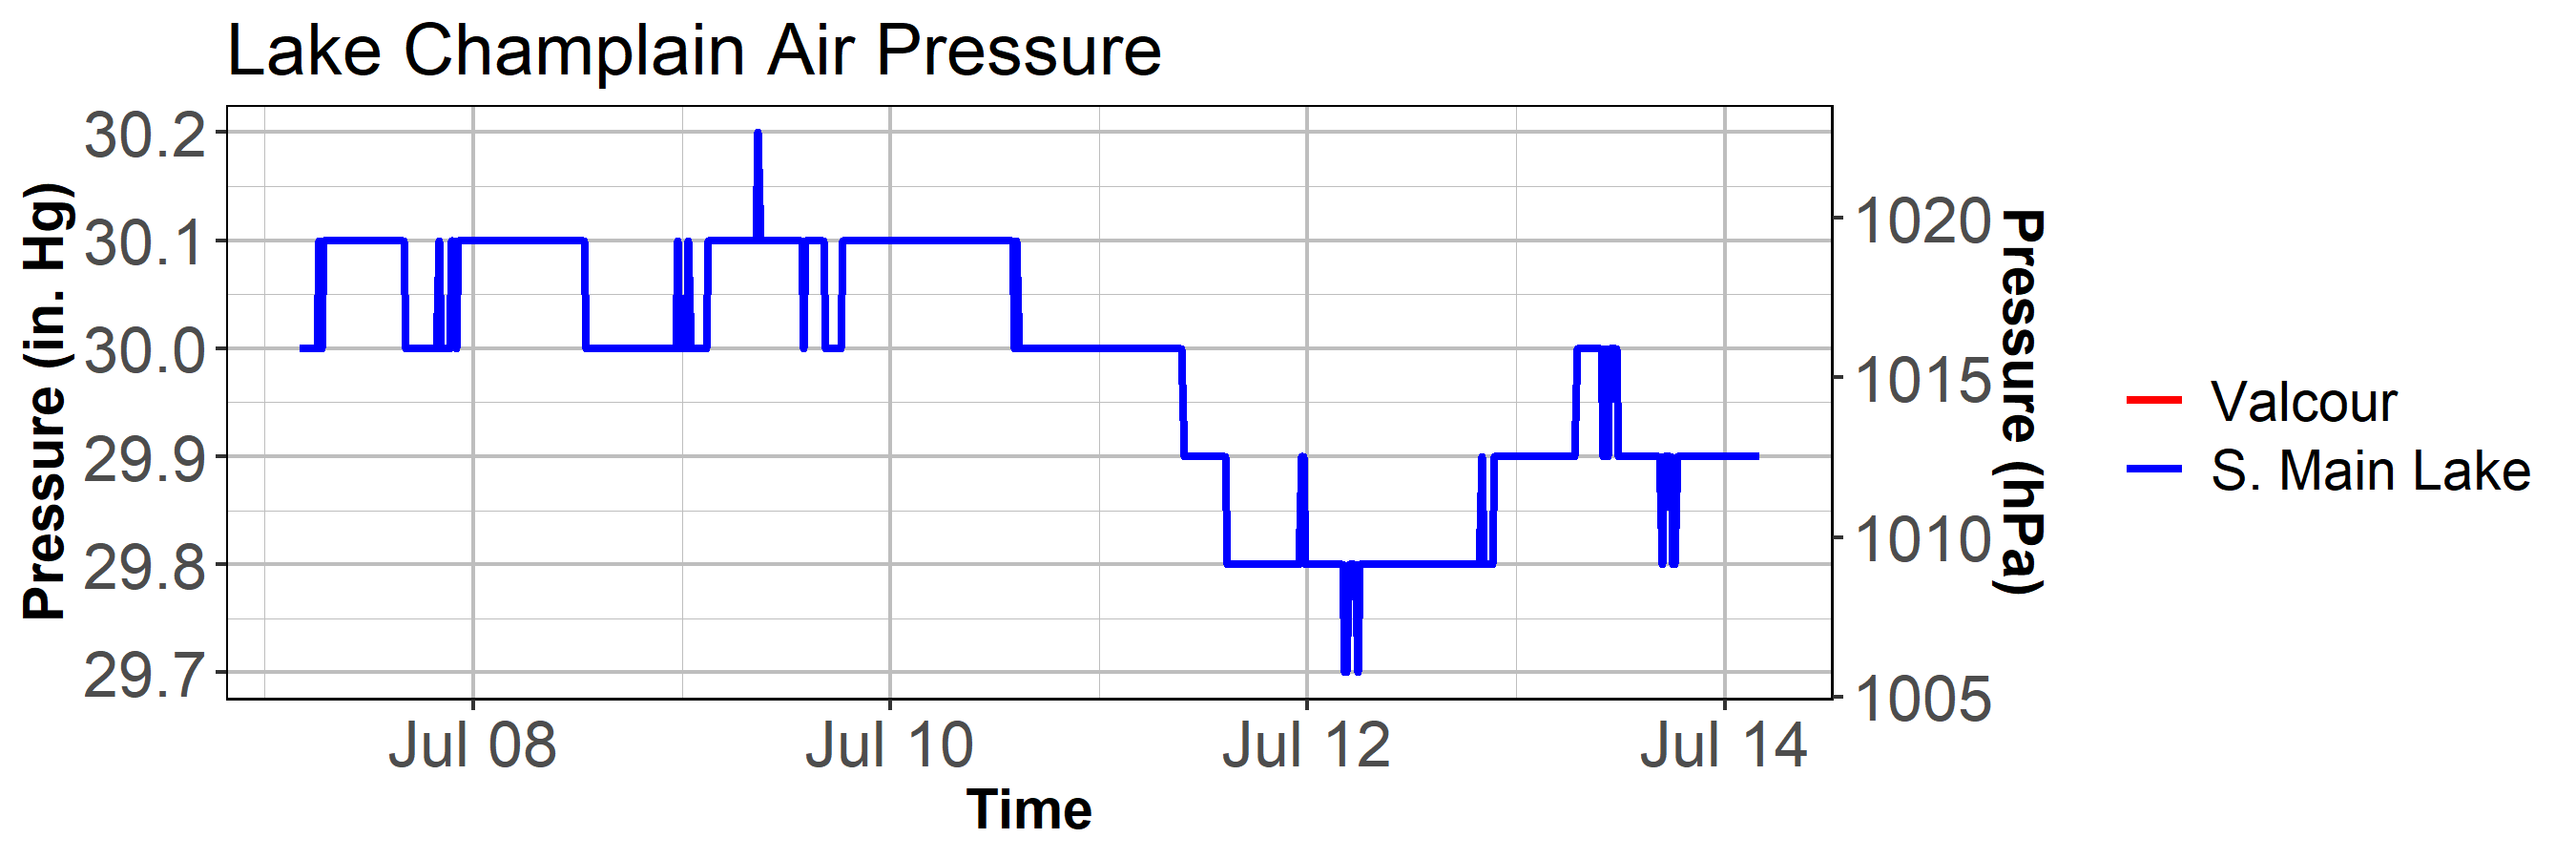 Lake Champlain Air Pressure
Pressure (in. Hg)
30.2
30.1
30.0
29.9
29.8
29.7
1020
1015
1010
1005
Pressure (hPa)
Jul 08 Jul 10 Jul 12 Jul 14
Time
Valcour
S. Main Lake